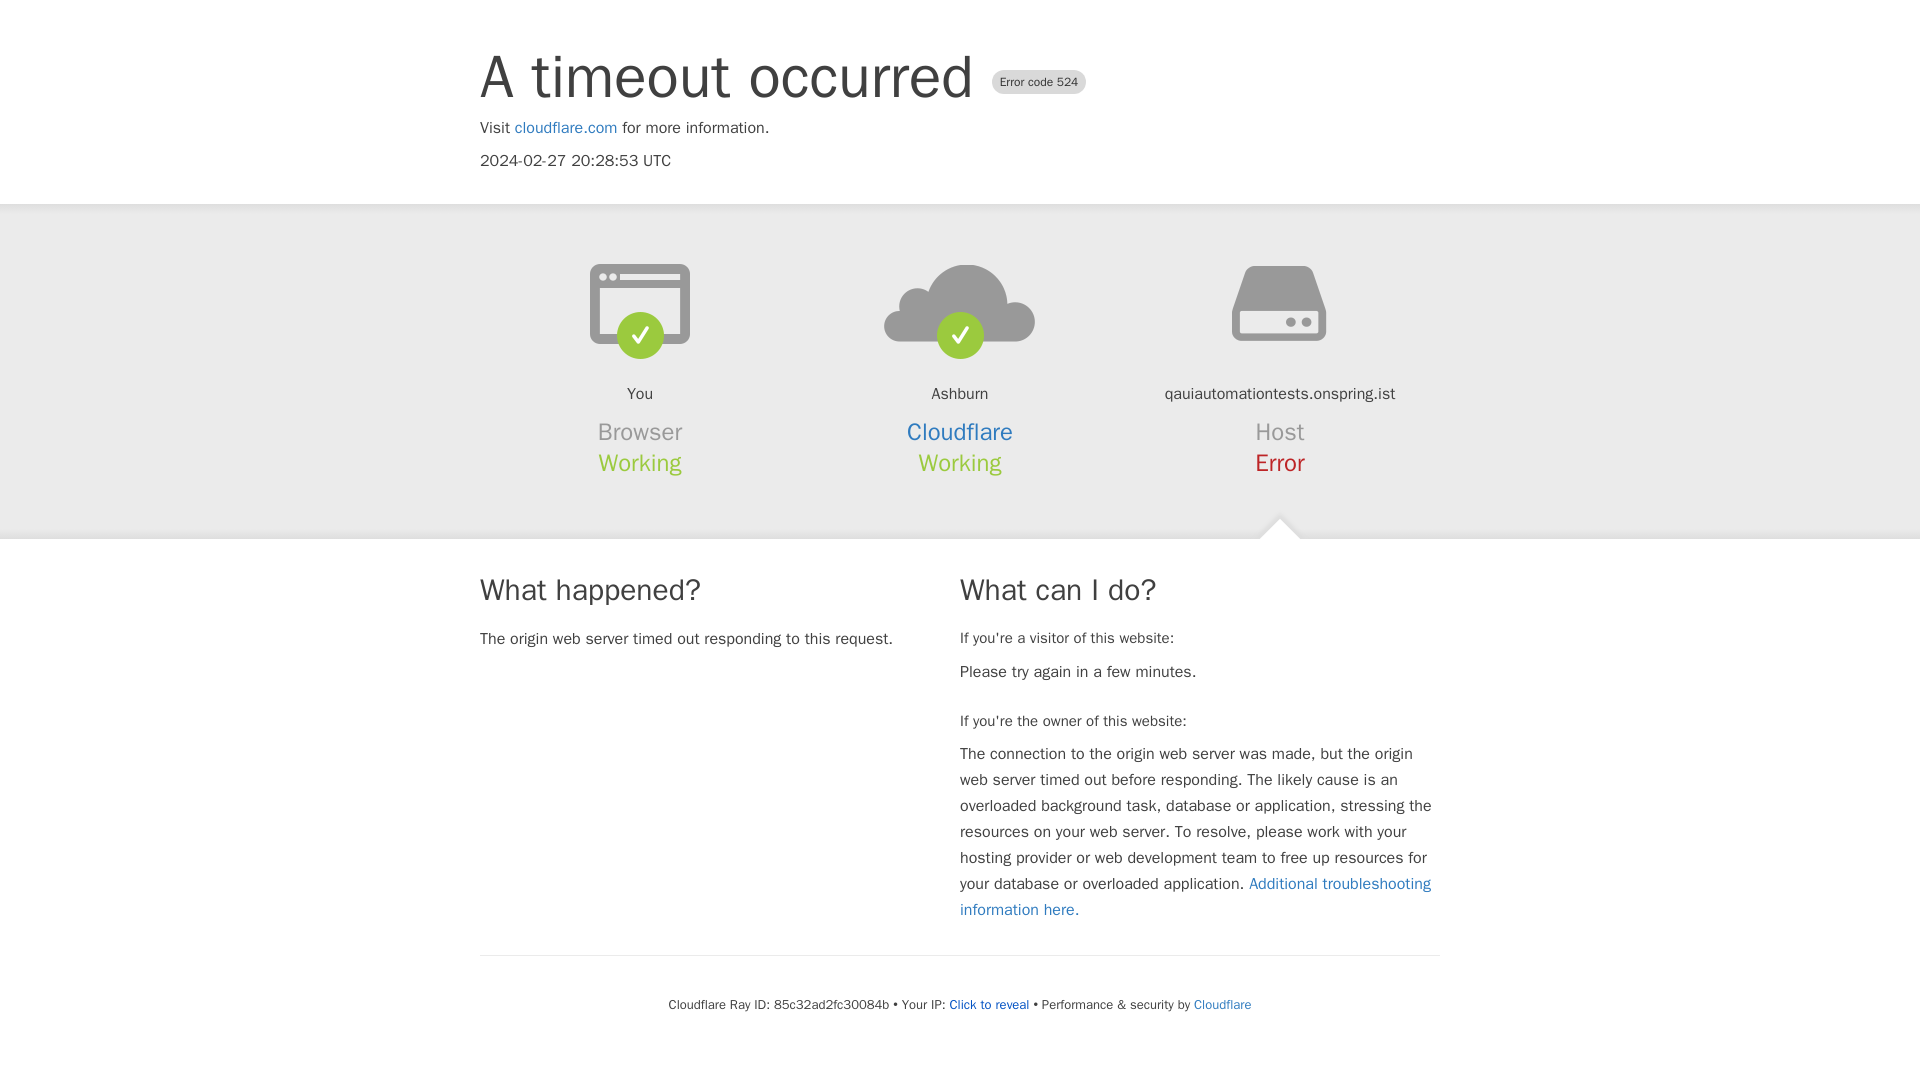 A timeout occurred Error code 524
Visit cloudflare.com for more information.
2024-02-27 20:28:53 UTC
You
Browser
Working
Ashburn
Cloudflare
Working
qauiautomationtests.onspring.ist
Host
Error
What happened?
The origin web server timed out responding to this request.
What can I do?
If you're a visitor of this website:
Please try again in a few minutes.
If you're the owner of this website:
The connection to the origin web server was made, but the origin
web server timed out before responding. The likely cause is an
overloaded background task, database or application, stressing the
resources on your web server. To resolve, please work with your
hosting provider or web development team to free up resources for
your database or overloaded application. Additional troubleshooting
information here.
Cloudflare Ray ID: 85c32ad2fc30084b • Your IP: Click to reveal • Performance & security by Cloudflare